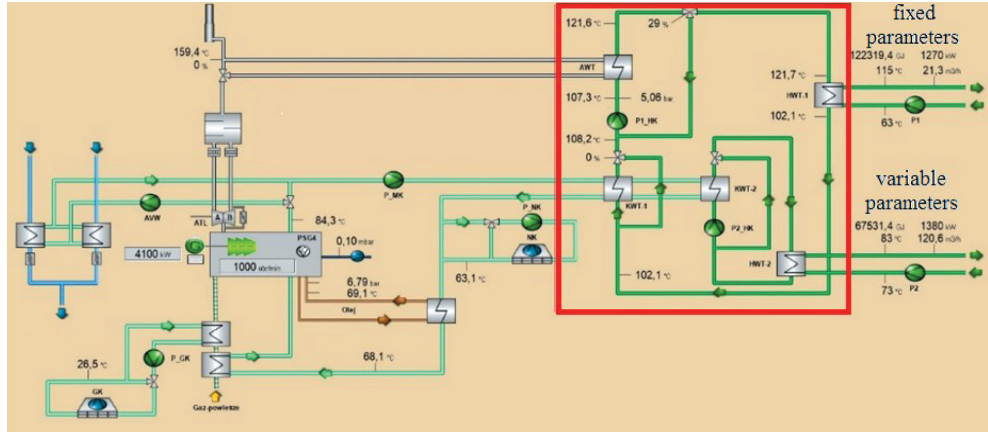 fixed
parameters
121,6 °C
29 %
122319,4 GJ 1270 kW
115 °C 21,3 m3/h
159,4 °C
0 %
AWT
121,7 °C
HWT-1
107,3 °C
5,06 bar
P1_HK
102,1 °C
63 °C
P1
108,2 °C
0 %
P_MK
KWT-1
KWT-2
variable
parameters
AVW
ATL
A B
84,3 °C
P_NK
NK
P2_HK
67531,4 GJ 1380 kW
83 °C 120,6 m3/h
4100 kW
G
PSG4
0,10 mbar
1000 obr/min
63,1 °C
102,1 °C
HWT-2
73 °C
P2
6,79 bar
69,1 °C
Olej
26,5 °C
P_GK
68,1 °C
GK
Gaz-powietrze